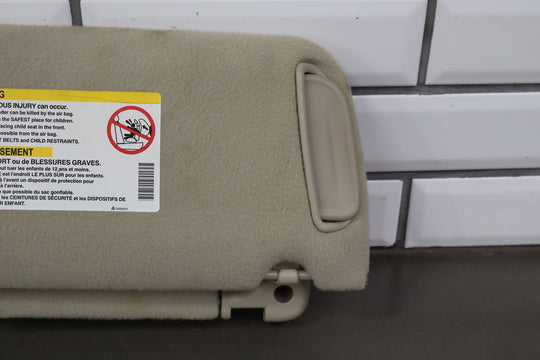 G
OUS INJURY can occur.
der can be killed by the air bag.
the SAFEST place for children.
facing child seat in the front.
possible from the air bag.
T BELTS and CHILD RESTRAINTS.
SEMENT
ORT ou de BLESSURES GRAVES.
out tuer les enfants de 12 ans et moins.
E est l'endroit LE PLUS SÛR pour les enfants.
à l'avant un dispositif de protection pour
à l'arrière.
que possible du sac gonflable.
les CEINTURES DE SÉCURITÉ et les DISPOSITIFS DE
R ENFANT.